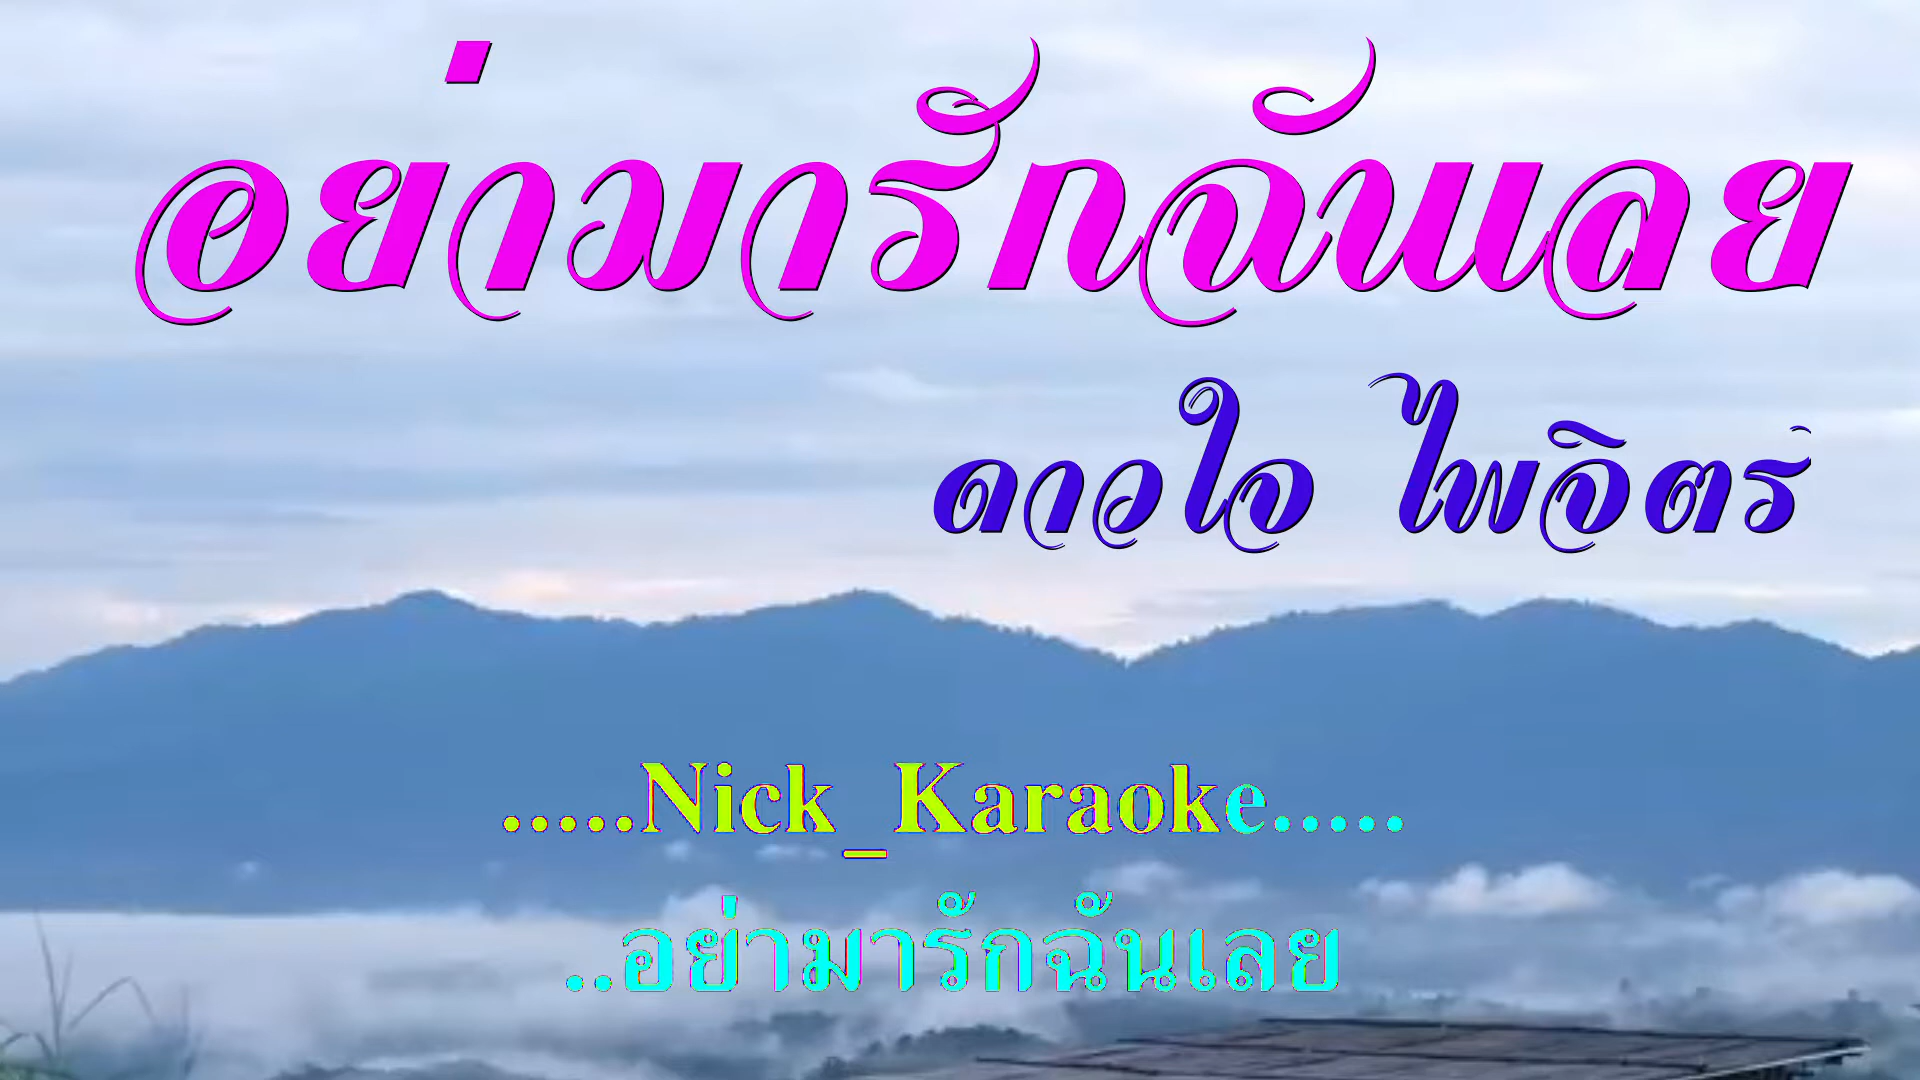 อย่ามารักฉันเลย
ดาวใจ ไพจิตร
.....Nick_Karaoke.....
..อย่ามารักฉันเลย